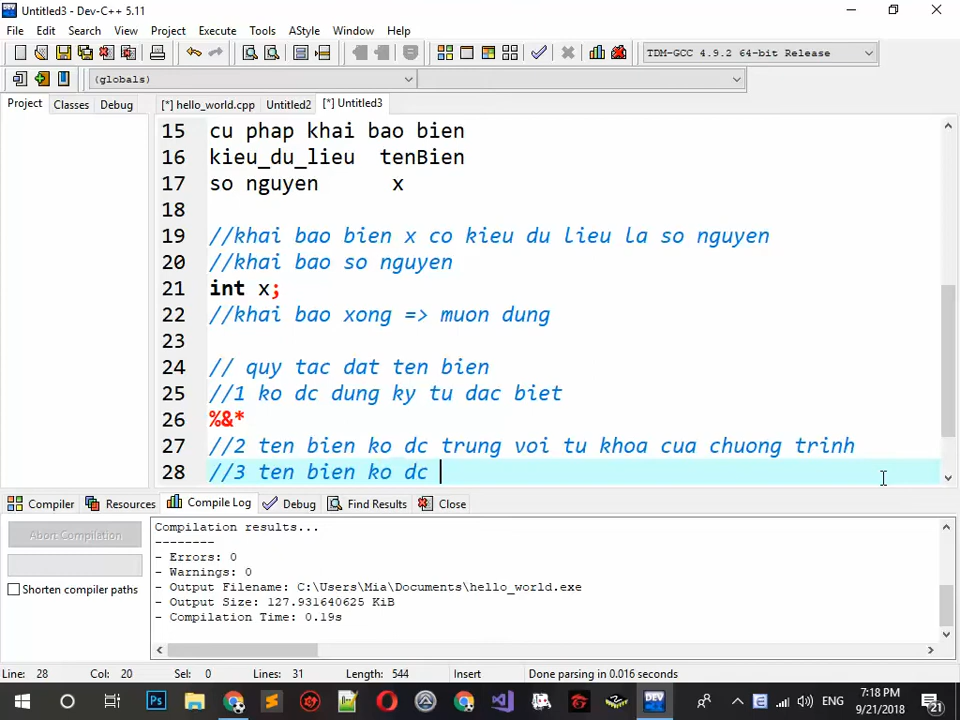 Untitled3 - Dev-C++ 5.11
File Edit Search View Project Execute Tools AStyle Window Help
TDM-GCC 4.9.2 64-bit Release
(globals)
Project Classes Debug [*] hello_world.cpp Untitled2 [*] Untitled3
15 cu phap khai bao bien
16 kieu_du_lieu tenBien
17 so nguyen x
18
19 //khai bao bien x co kieu du lieu la so nguyen
20 //khai bao so nguyen
21 int x;
22 //khai bao xong => muon dung
23
24 // quy tac dat ten bien
25 //1 ko dc dung ky tu dac biet
26 %&*
27 //2 ten bien ko dc trung voi tu khoa cua chuong trinh
28 //3 ten bien ko dc
Compiler Resources Compile Log Debug Find Results Close
Abort Compilation
Shorten compiler paths
Compilation results...
--------
- Errors: 0
- Warnings: 0
- Output Filename: C:\Users\Mia\Documents\hello_world.exe
- Output Size: 127.931640625 KiB
- Compilation Time: 0.19s
Line: 28 Col: 20 Sel: 0 Lines: 31 Length: 544 Insert Done parsing in 0.016 seconds
Ps
ENG
7:18 PM
9/21/2018
21